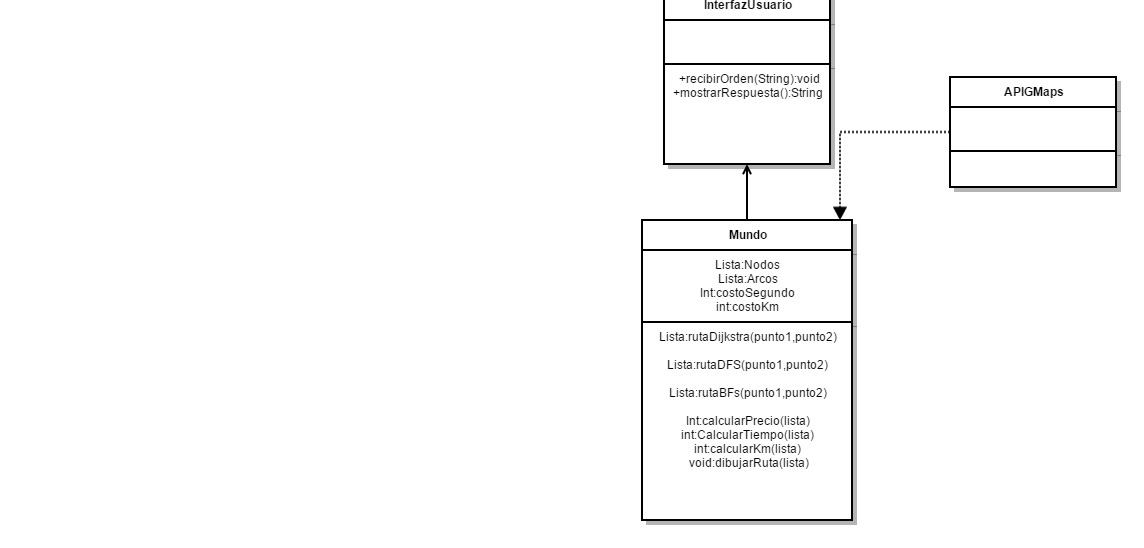 InterfazUsuario
+recibirOrden(String):void
+mostrarRespuesta():String
APIGMaps
Mundo
Lista:Nodos
Lista:Arcos
Int:costoSegundo
int:costoKm
Lista:rutaDijkstra(punto1,punto2)
Lista:rutaDFS(punto1,punto2)
Lista:rutaBFs(punto1,punto2)
Int:calcularPrecio(lista)
int:CalcularTiempo(lista)
int:calcularKm(lista)
void:dibujarRuta(lista)